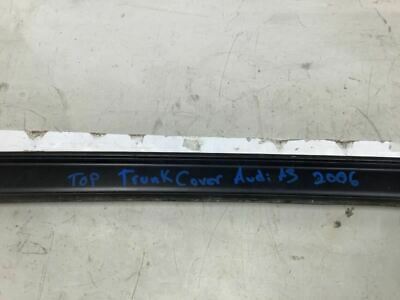 TOP Trunk Cover Audi A3 2006